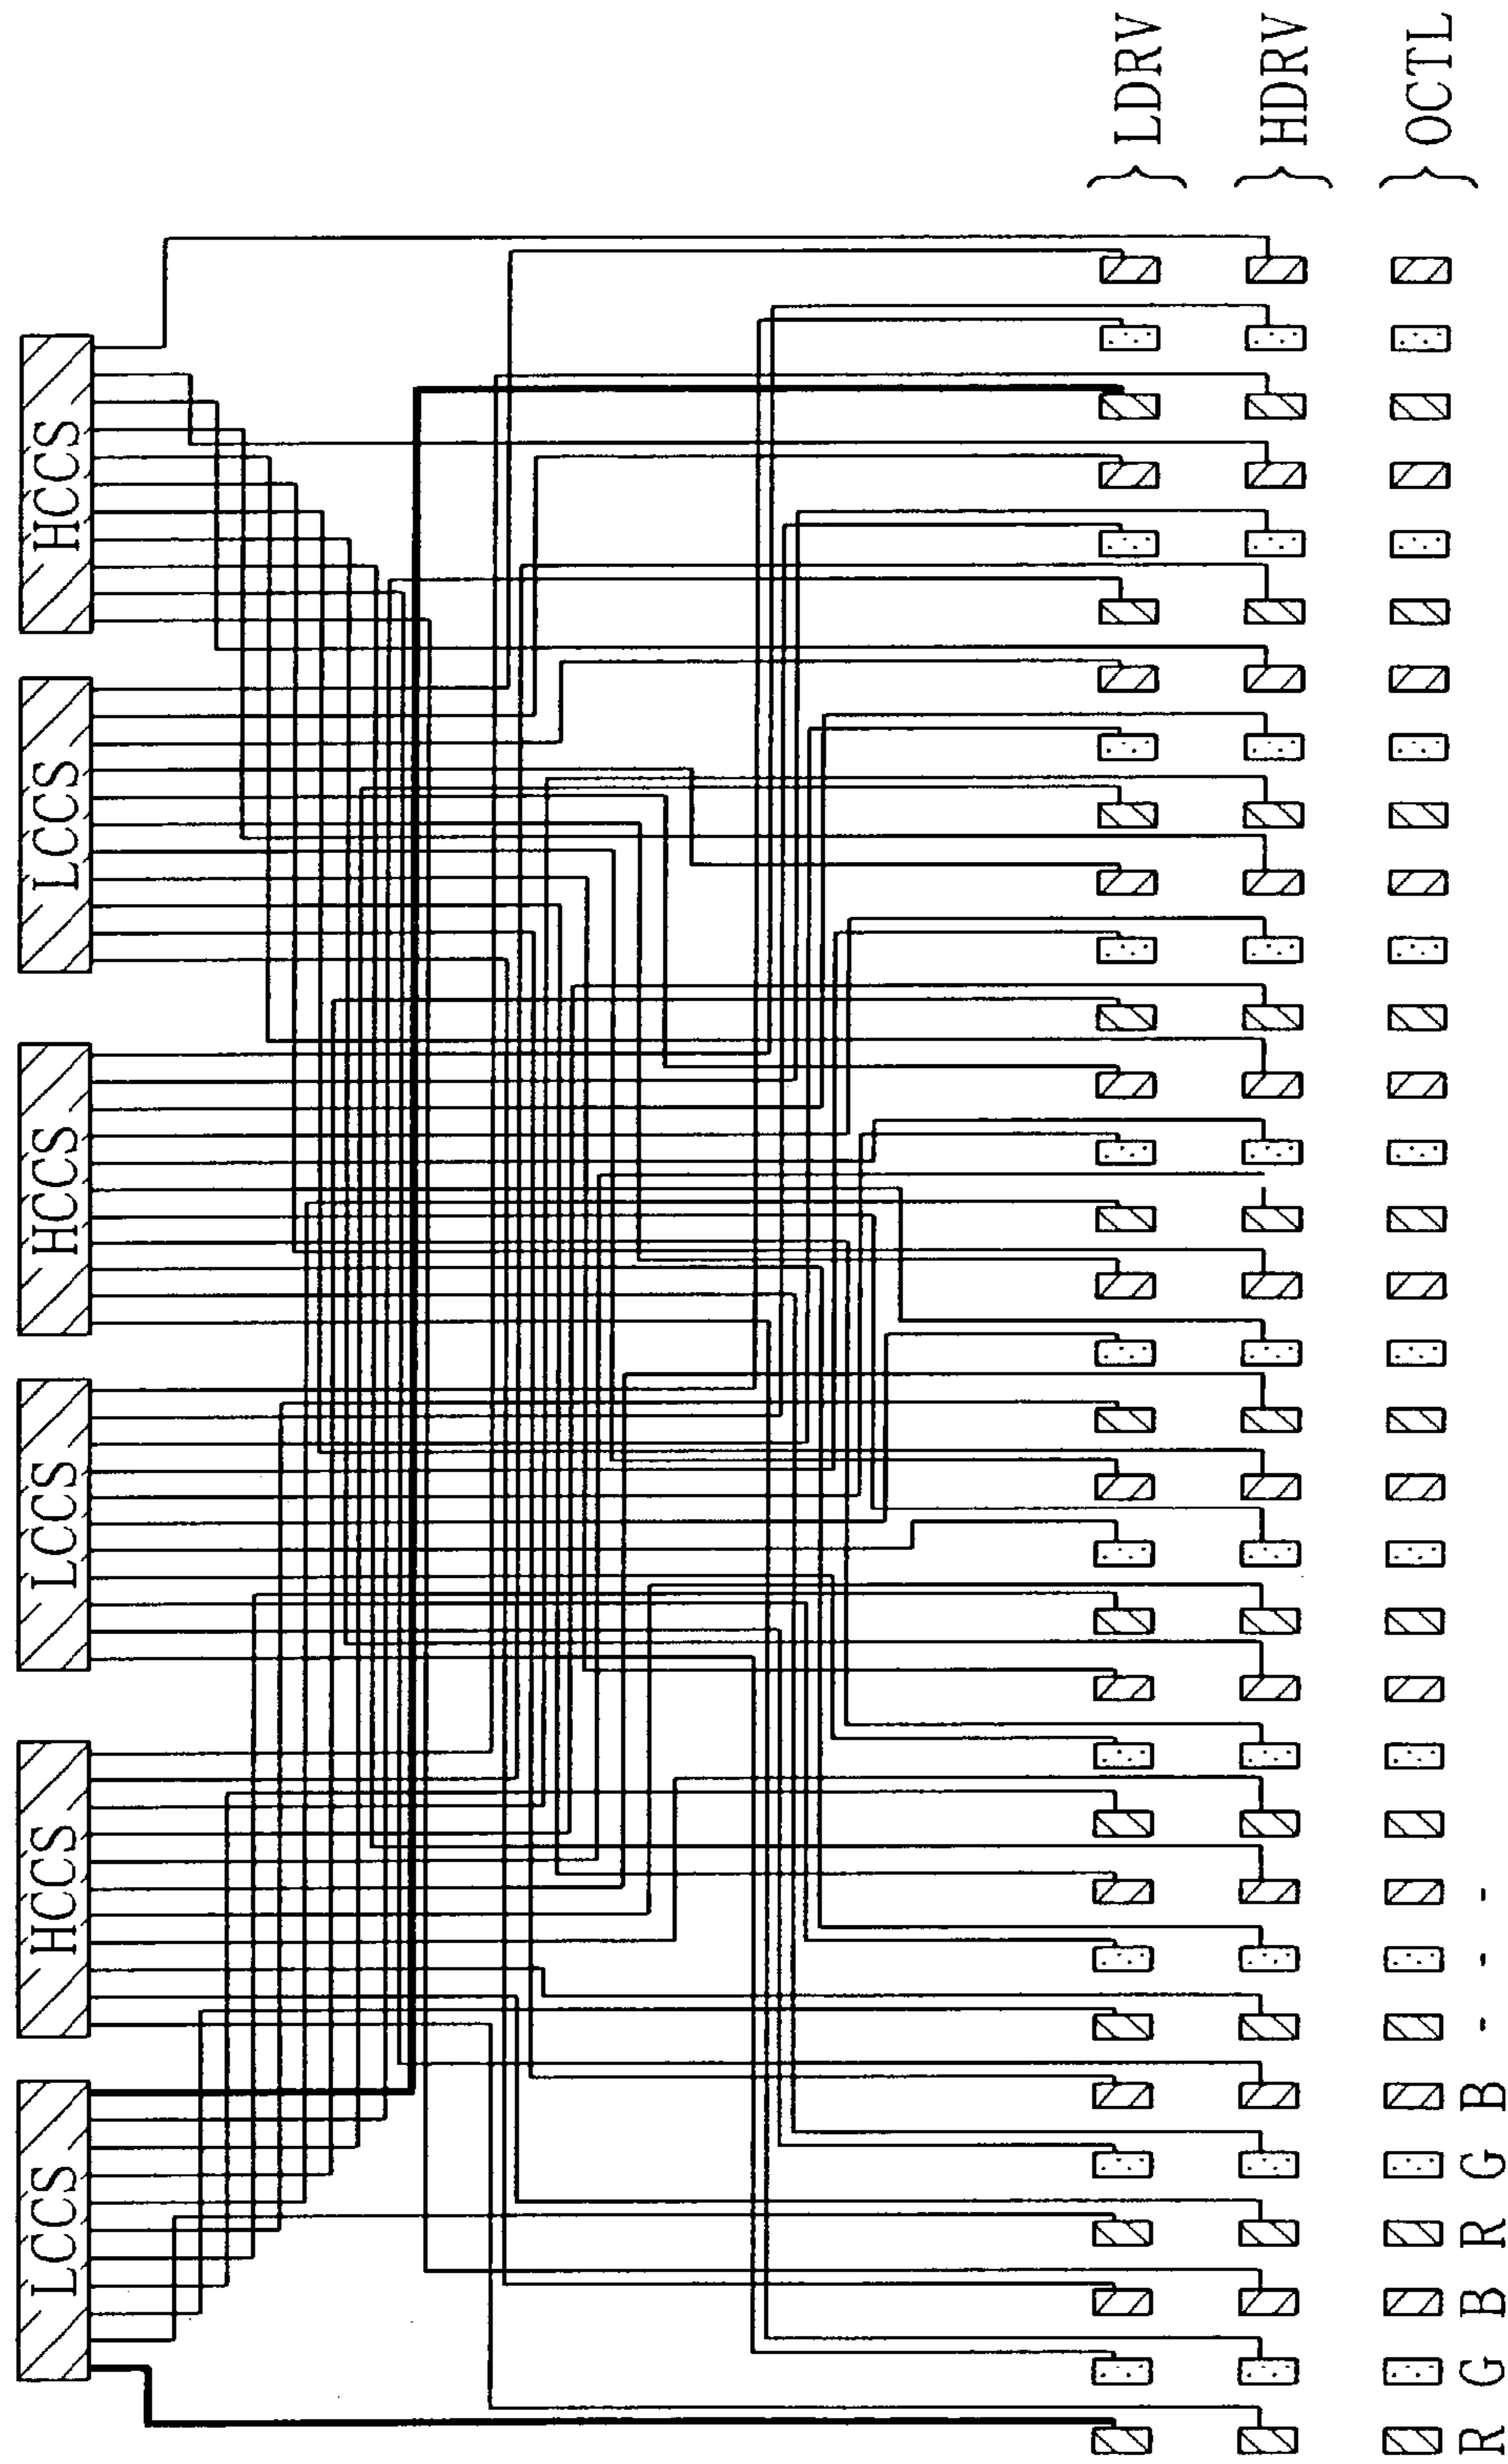 HCCS
LCCS
HCCS
LCCS
HCCS
LCCS
LDRV
HDRV
OCTL
R G B R G B - - -